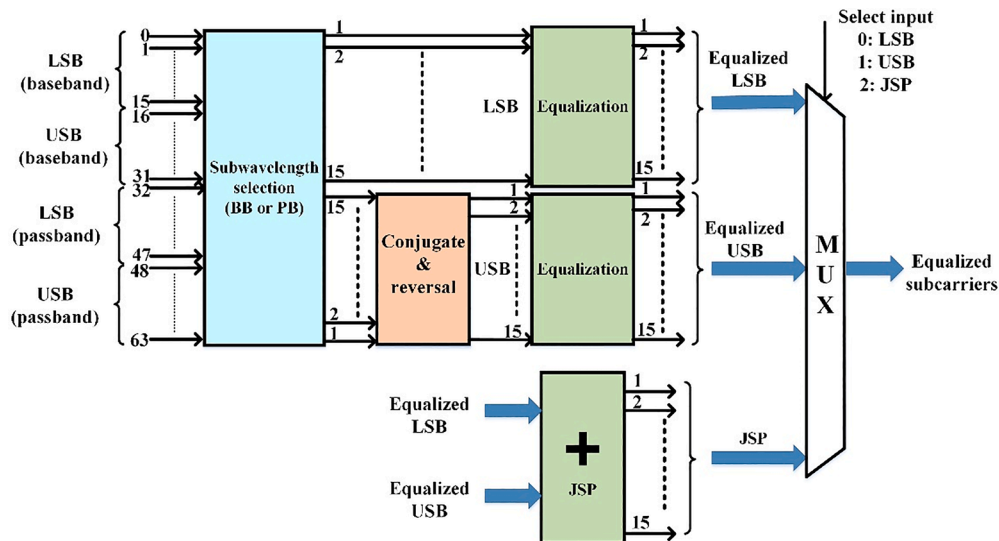 0
1
LSB
(baseband)
15
16
USB
(baseband)
31
32
LSB
(passband)
47
48
USB
(passband)
63
Subwavelength
selection
(BB or PB)
1
2
15
15
2
1
LSB
Conjugate
&
reversal
1
2
USB
15
Equalization
1
2
15
Equalization
1
2
15
Equalized
LSB
Equalized
USB
Select input
0: LSB
1: USB
2: JSP
M
U
X
Equalized
subcarriers
Equalized
LSB
Equalized
USB
+
JSP
1
2
15
JSP